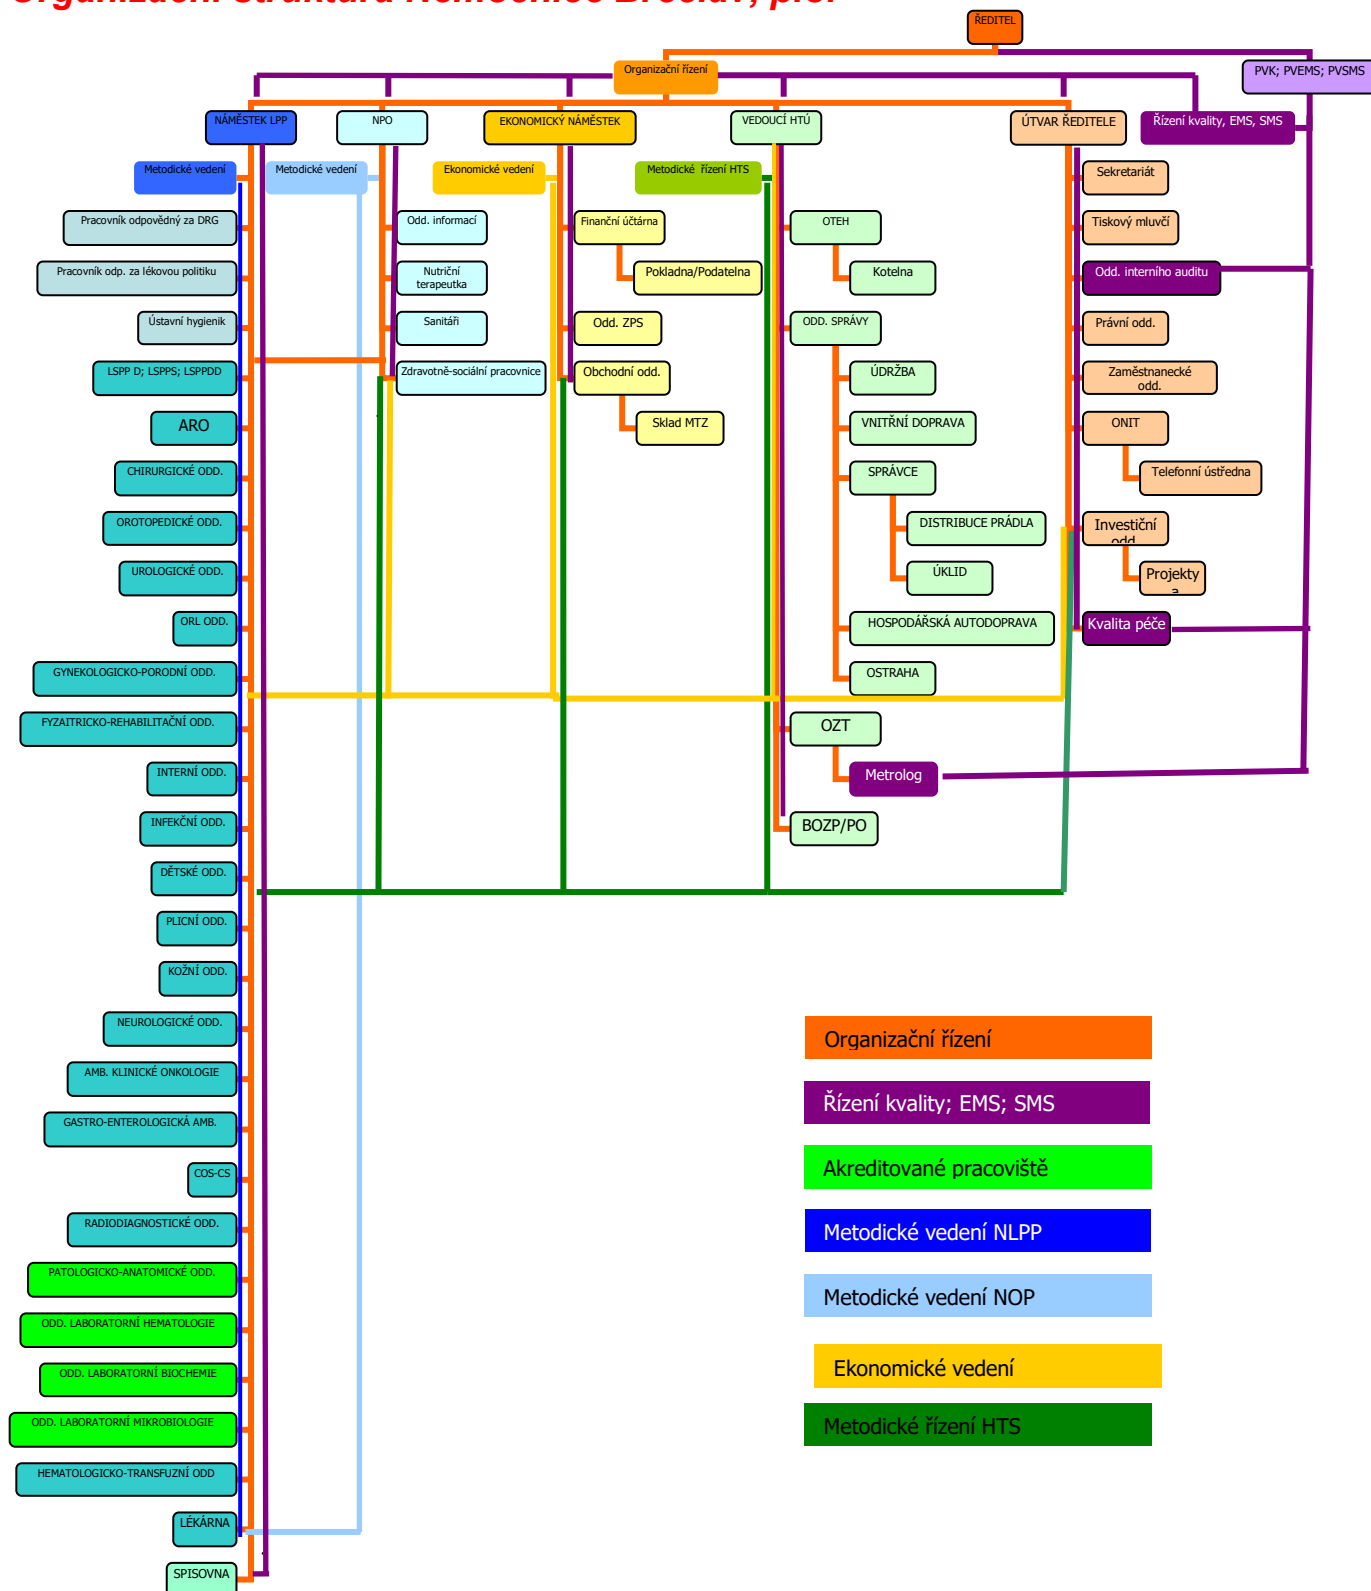 Organizační struktura Nemocnice Břeclav, p.o.
ŘEDITEL
Organizační řízení
PVK; PVEMS; PVSMS
NÁMĚSTEK LPP
NPO
EKONOMICKÝ NÁMĚSTEK
VEDOUCÍ HTÚ
ÚTVAR ŘEDITELE
Řízení kvality, EMS, SMS
Metodické vedení
Metodické vedení
Ekonomické vedení
Metodické řízení HTS
Sekretariát
Pracovník odpovědný za DRG
Odd. informací
Finanční účtárna
OTEH
Tiskový mluvčí
Pracovník odp. za lékovou politiku
Nutriční
terapeutka
Pokladna/Podatelna
Kotelna
Odd. interního auditu
Ústavní hygienik
Sanitáři
Odd. ZPS
ODD. SPRÁVY
Právní odd.
LSPP D; LSPPS; LSPPDD
Zdravotně-sociální pracovnice
Obchodní odd.
ÚDRŽBA
Zaměstnanecké
odd.
ARO
Sklad MTZ
VNITŘNÍ DOPRAVA
ONIT
CHIRURGICKÉ ODD.
SPRÁVCE
Telefonní ústředna
OROTOPEDICKÉ ODD.
DISTRIBUCE PRÁDLA
Investiční
odd
UROLOGICKÉ ODD.
ÚKLID
Projekty
a
ORL ODD.
HOSPODÁŘSKÁ AUTODOPRAVA
Kvalita péče
GYNEKOLOGICKO-PORODNÍ ODD.
OSTRAHA
FYZAITRICKO-REHABILITAČNÍ ODD.
OZT
INTERNÍ ODD.
Metrolog
INFEKČNÍ ODD.
BOZP/PO
DĚTSKÉ ODD.
PLICNÍ ODD.
KOŽNÍ ODD.
NEUROLOGICKÉ ODD.
AMB. KLINICKÉ ONKOLOGIE
GASTRO-ENTEROLOGICKÁ AMB.
COS-CS
RADIODIAGNOSTICKÉ ODD.
PATOLOGICKO-ANATOMICKÉ ODD.
ODD. LABORATORNÍ HEMATOLOGIE
ODD. LABORATORNÍ BIOCHEMIE
ODD. LABORATORNÍ MIKROBIOLOGIE
HEMATOLOGICKO-TRANSFUZNÍ ODD
LÉKÁRNA
SPISOVNA
Organizační řízení
Řízení kvality; EMS; SMS
Akreditované pracoviště
Metodické vedení NLPP
Metodické vedení NOP
Ekonomické vedení
Metodické řízení HTS